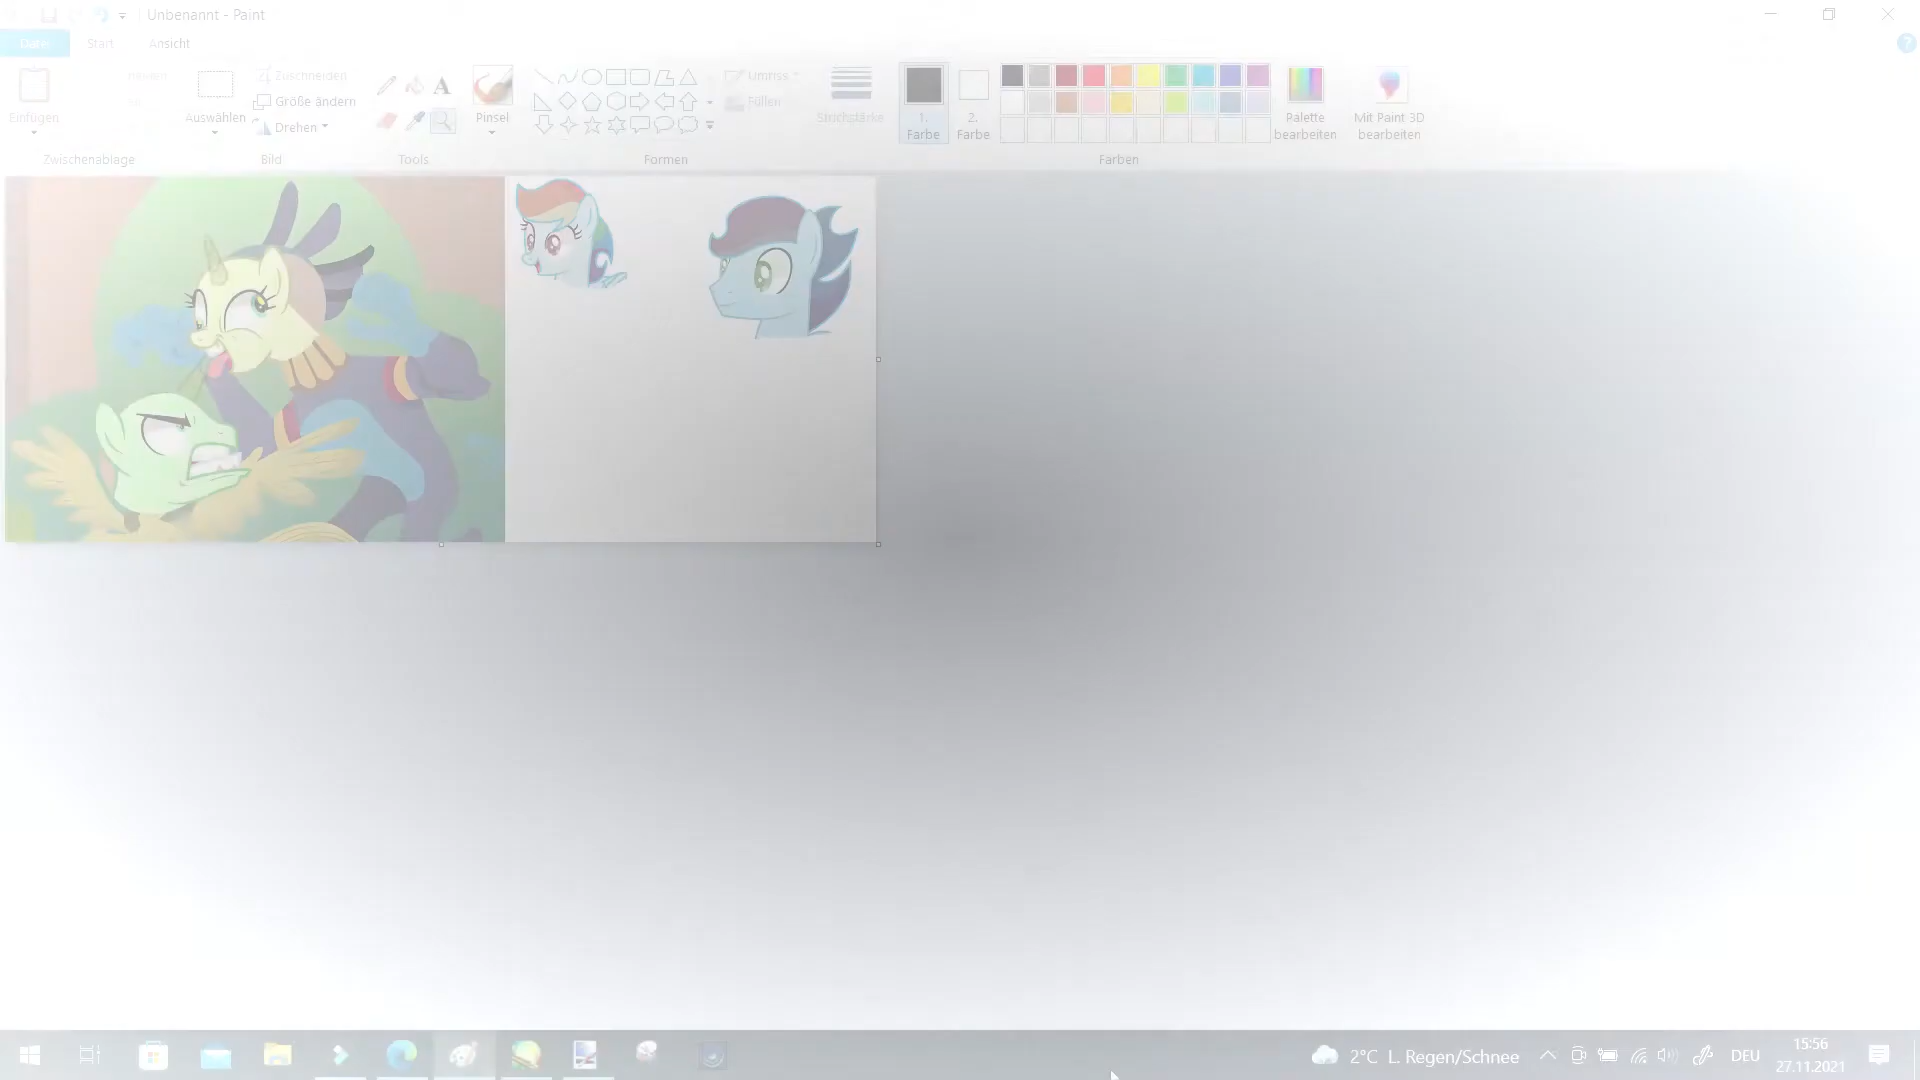 Unbenannt - Paint
Datei Start Ansicht
Einfügen
Auswählen
Zuschneiden
Größe ändern
Drehen
A
Pinsel
Umriss
Füllen
Strichstärke
1.
Farbe
2.
Farbe
Palette
bearbeiten
Mit Paint 3D
bearbeiten
Zwischenablage Bild Tools Formen Farben
2°C L. Regen/Schnee DEU 15:56
27.11.2021